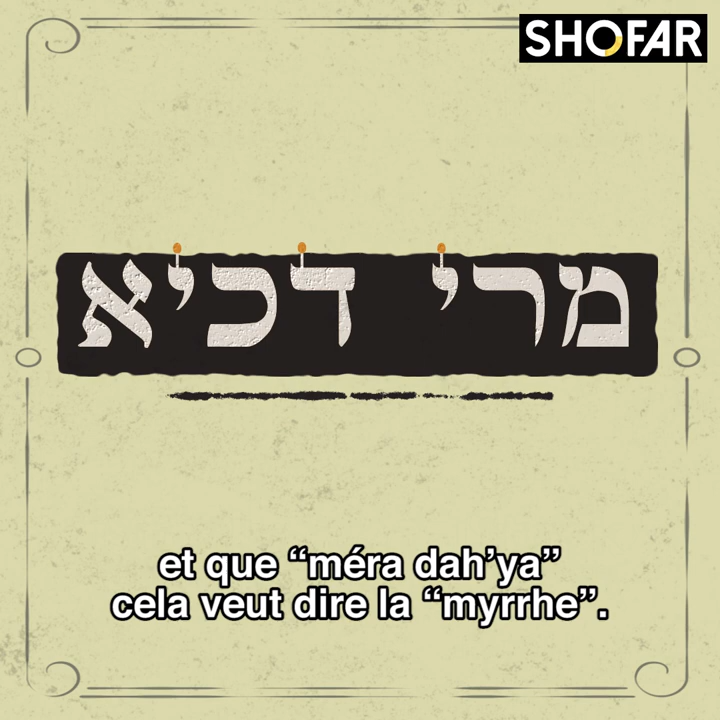 SHOFAR
מרי דכיא
et que “méra dah’ya”
cela veut dire la “myrrhe”.